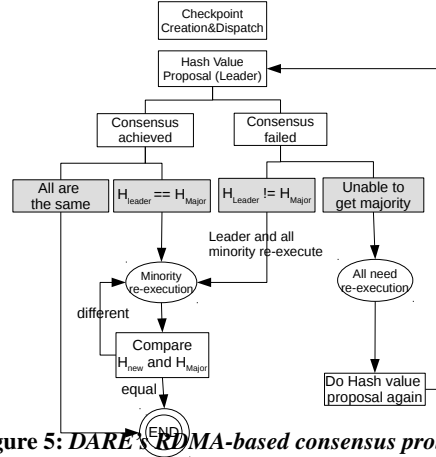 Checkpoint
Creation&Dispatch
Hash Value
Proposal (Leader)
Consensus
achieved
Consensus
failed
All are
the same
H_leader == H_Major
H_Leader != H_Major
Unable to
get majority
Leader and all
minority re-execute
Minority
re-execution
All need
re-execution
different
Compare
H_new and H_Major
equal
Do Hash value
proposal again
END
gure 5: DARE's RDMA-based consensus pro